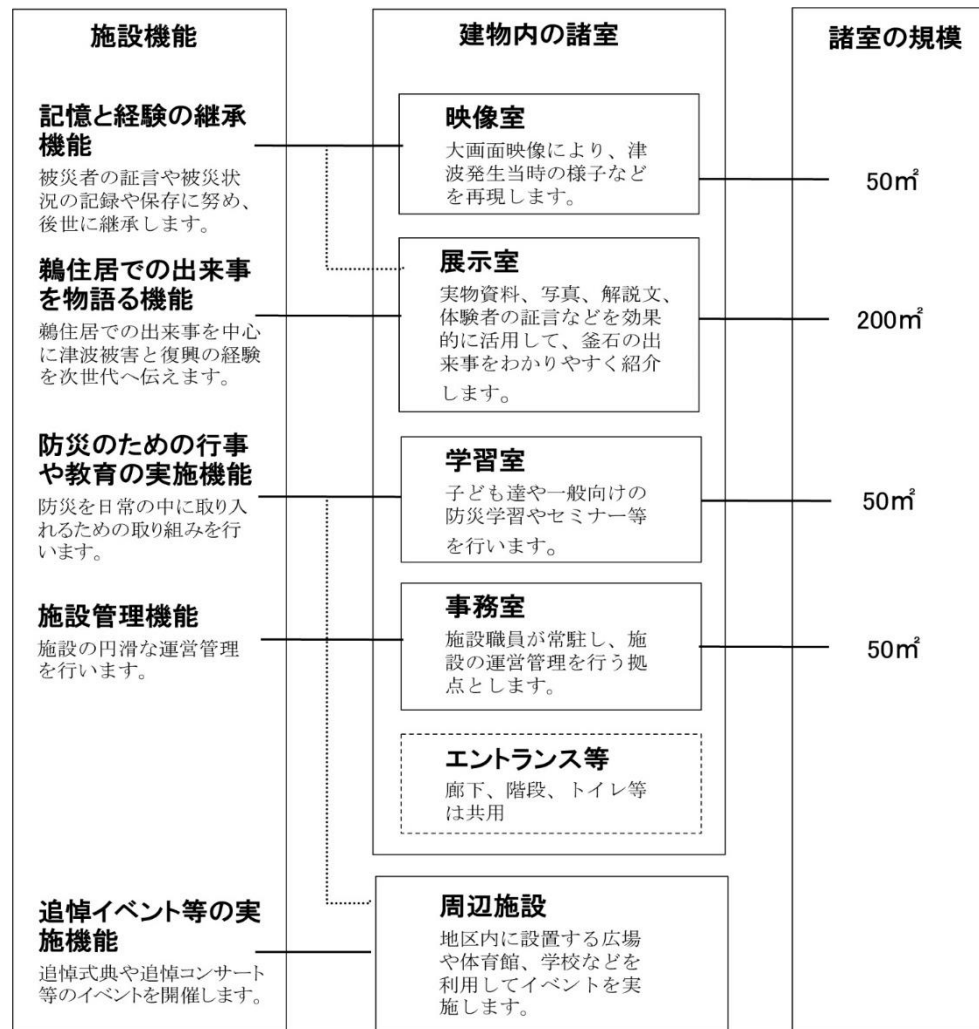 施設機能
建物内の諸室
諸室の規模
記憶と経験の継承
機能
被災者の証言や被災状
況の記録や保存に努め、
後世に継承します。
映像室
大画面映像により、津
波発生当時の様子など
を再現します。
50㎡
鵜住居での出来事
を物語る機能
鵜住居での出来事を中心
に津波被害と復興の経験
を次世代へ伝えます。
展示室
実物資料、写真、解説文、
体験者の証言などを効果
的に活用して、釜石の出
来事をわかりやすく紹介
します。
200㎡
防災のための行事
や教育の実施機能
防災を日常の中に取り入
れるための取り組みを行
います。
学習室
子ども達や一般向けの
防災学習やセミナー等
を行います。
50㎡
施設管理機能
施設の円滑な運営管理
を行います。
事務室
施設職員が常駐し、施
設の運営管理を行う拠
点とします。
50㎡
エントランス等
廊下、階段、トイレ等
は共用
追悼イベント等の実
施機能
追悼式典や追悼コンサート
等のイベントを開催します。
周辺施設
地区内に設置する広場
や体育館、学校などを
利用してイベントを実
施します。